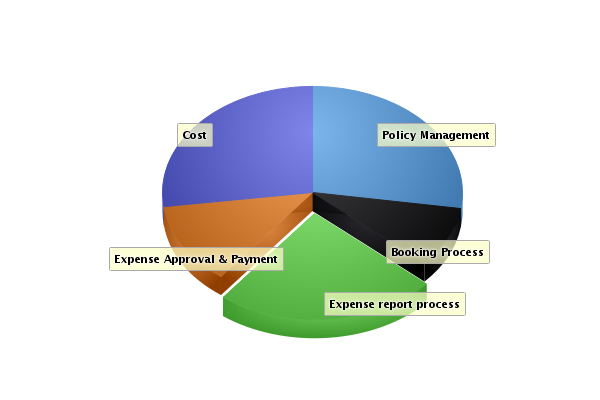 Cost
Policy Management
Booking Process
Expense Approval & Payment
Expense report process